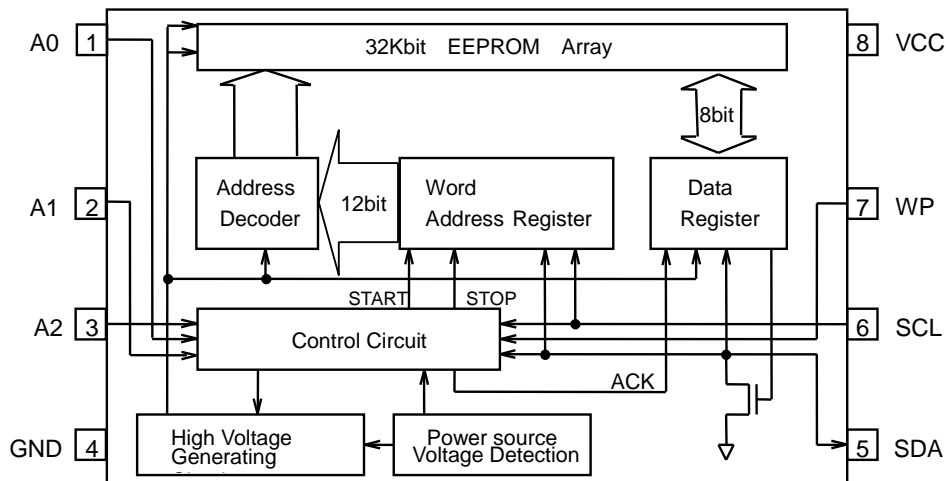 A0 1
32Kbit EEPROM Array
8 VCC
8bit
A1 2
Address
Decoder
12bit
Word
Address Register
Data
Register
7 WP
START
STOP
A2 3
Control Circuit
6 SCL
ACK
GND 4
High Voltage
Generating
Power source
Voltage Detection
5 SDA